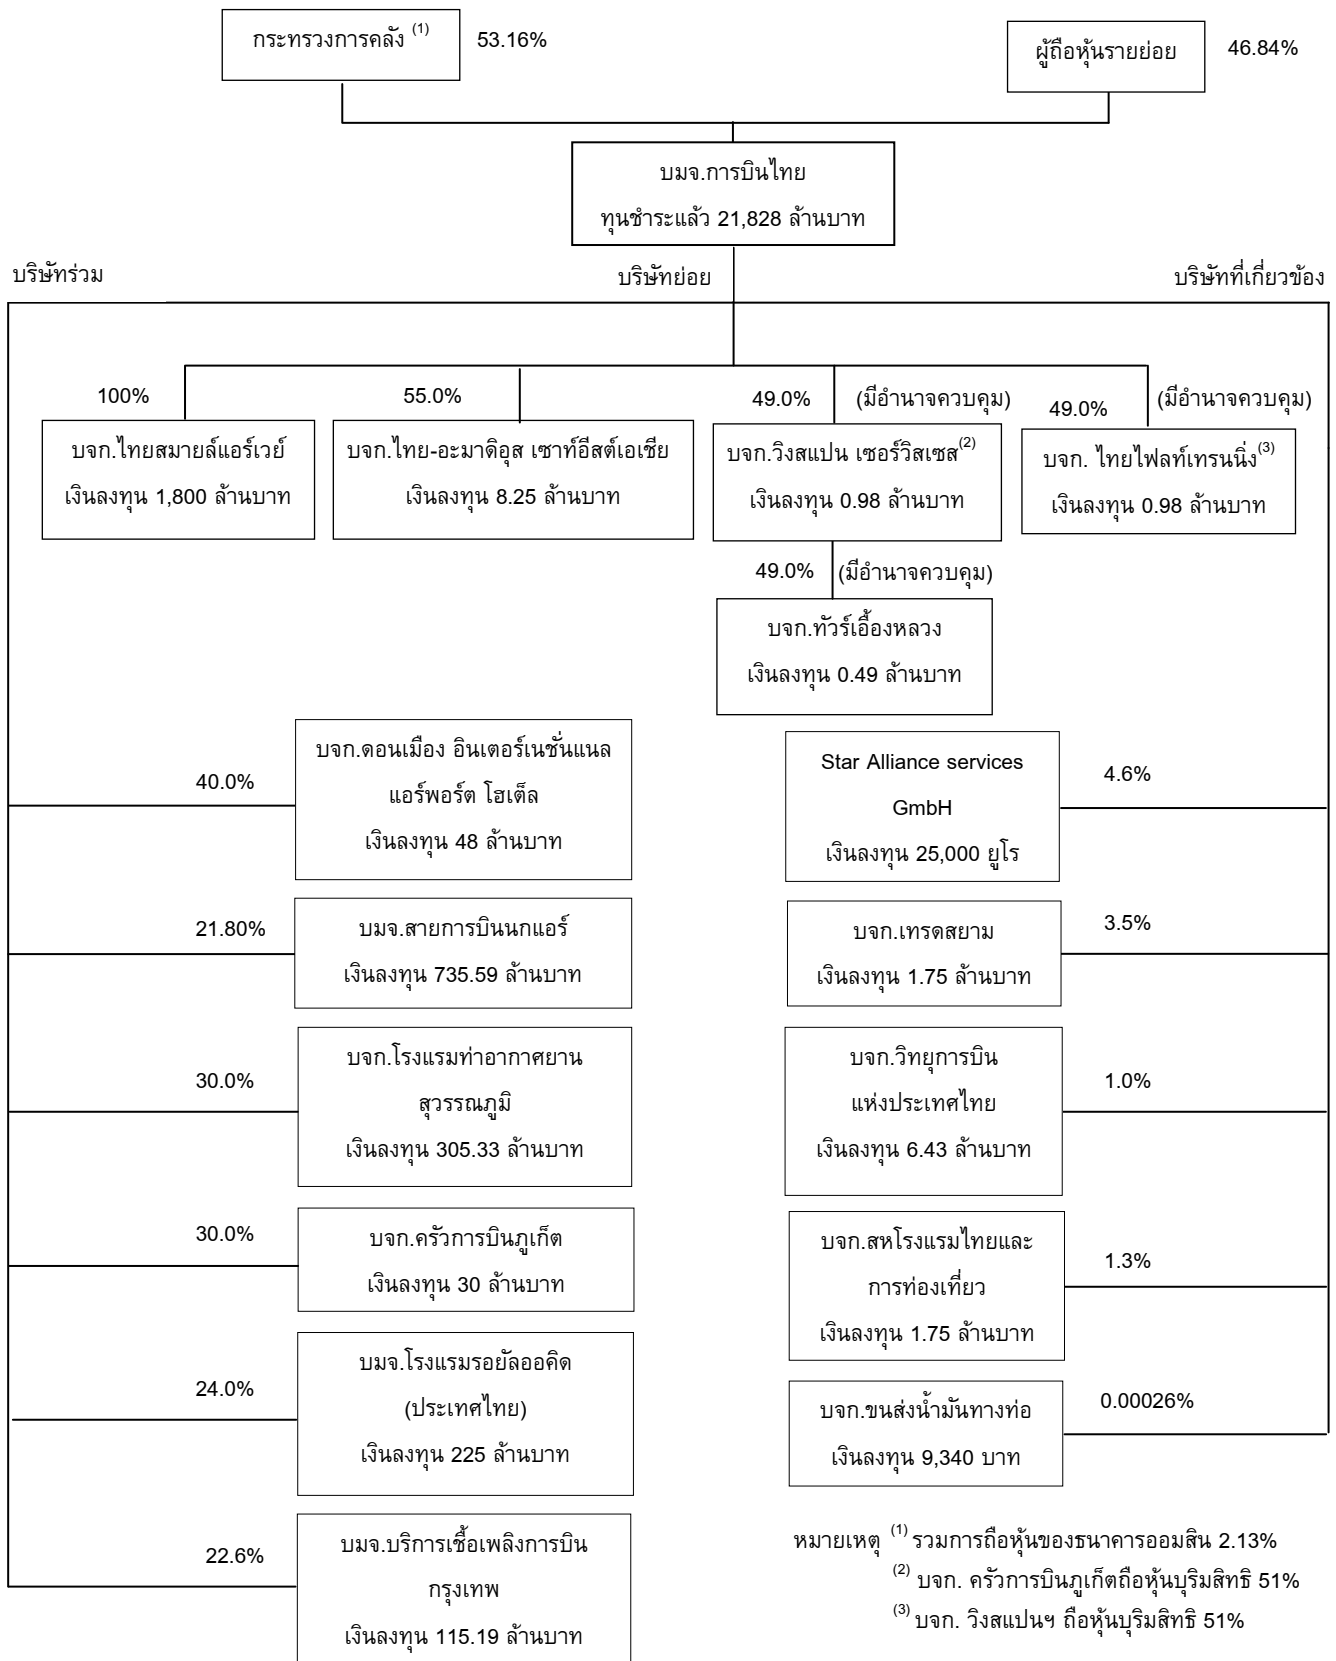 กระทรวงการคลัง (1) 53.16%
ผู้ถือหุ้นรายย่อย 46.84%
บมจ.การบินไทย
ทุนชำระแล้ว 21,828 ล้านบาท
บริษัทร่วม
บริษัทย่อย
บริษัทที่เกี่ยวข้อง
100%
บจก.ไทยสมายล์แอร์เวย์
เงินลงทุน 1,800 ล้านบาท
55.0%
บจก.ไทย-อะมาดิอุส เซาท์อีสต์เอเชีย
เงินลงทุน 8.25 ล้านบาท
49.0% (มีอำนาจควบคุม)
บจก.วิงสแปน เซอร์วิสเซส(2)
เงินลงทุน 0.98 ล้านบาท
49.0% (มีอำนาจควบคุม)
บจก. ไทยไฟลท์เทรนนิ่ง(3)
เงินลงทุน 0.98 ล้านบาท
49.0% (มีอำนาจควบคุม)
บจก.ทัวร์เอื้องหลวง
เงินลงทุน 0.49 ล้านบาท
40.0%
บจก.ดอนเมือง อินเตอร์เนชั่นแนล
แอร์พอร์ต โฮเต็ล
เงินลงทุน 48 ล้านบาท
21.80%
บมจ.สายการบินนกแอร์
เงินลงทุน 735.59 ล้านบาท
30.0%
บจก.โรงแรมท่าอากาศยาน
สุวรรณภูมิ
เงินลงทุน 305.33 ล้านบาท
30.0%
บจก.ครัวการบินภูเก็ต
เงินลงทุน 30 ล้านบาท
24.0%
บมจ.โรงแรมรอยัลออคิด
(ประเทศไทย)
เงินลงทุน 225 ล้านบาท
22.6%
บมจ.บริการเชื้อเพลิงการบิน
กรุงเทพ
เงินลงทุน 115.19 ล้านบาท
Star Alliance services
GmbH
เงินลงทุน 25,000 ยูโร
4.6%
บจก.เทรดสยาม
เงินลงทุน 1.75 ล้านบาท
3.5%
บจก.วิทยุการบิน
แห่งประเทศไทย
เงินลงทุน 6.43 ล้านบาท
1.0%
บจก.สหโรงแรมไทยและ
การท่องเที่ยว
เงินลงทุน 1.75 ล้านบาท
1.3%
บจก.ขนส่งน้ำมันทางท่อ
เงินลงทุน 9,340 บาท
0.00026%
หมายเหตุ (1) รวมการถือหุ้นของธนาคารออมสิน 2.13%
(2) บจก. ครัวการบินภูเก็ตถือหุ้นบุริมสิทธิ 51%
(3) บจก. วิงสแปนฯ ถือหุ้นบุริมสิทธิ 51%